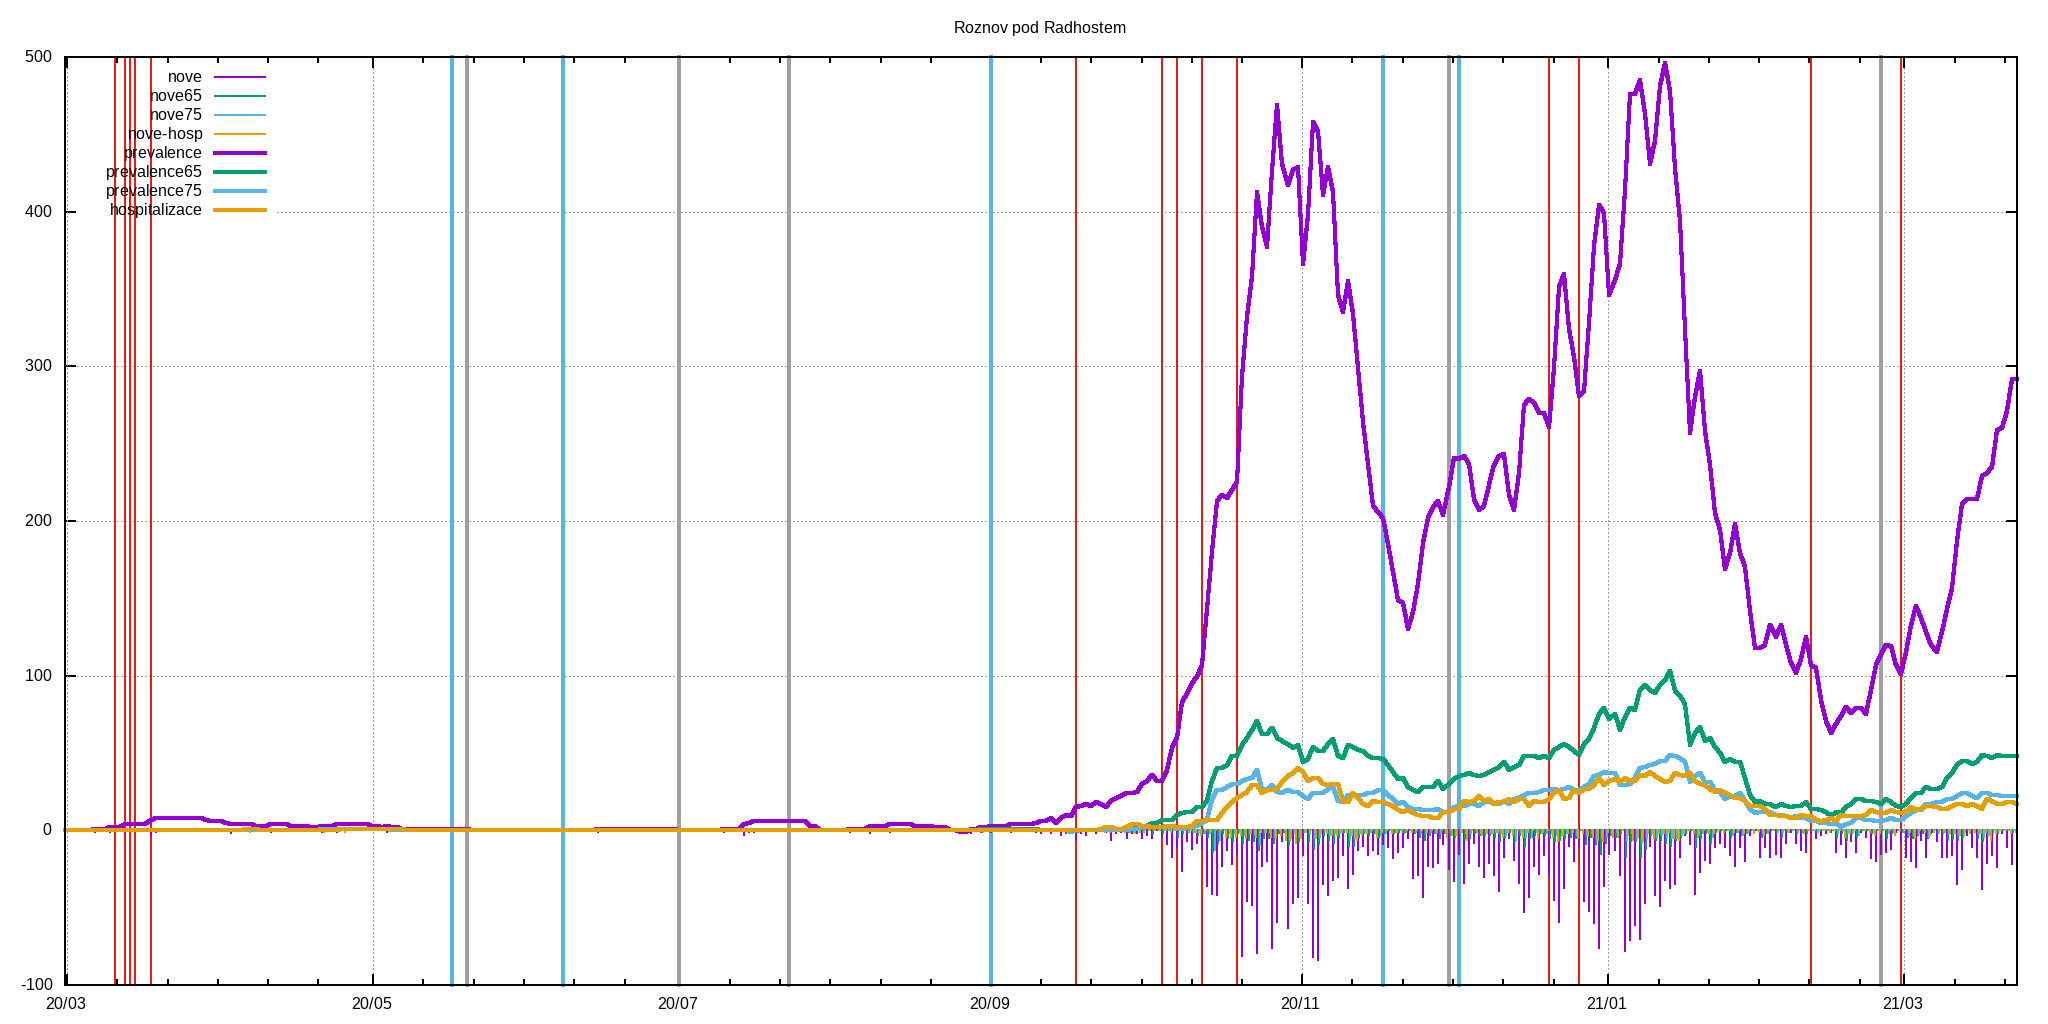 Roznov pod Radhostem
500
400
300
200
100
0
-100
nove
nove65
nove75
nove-hosp
prevalence
prevalence65
prevalence75
hospitalizace
20/03 20/05 20/07 20/09 20/11 21/01 21/03